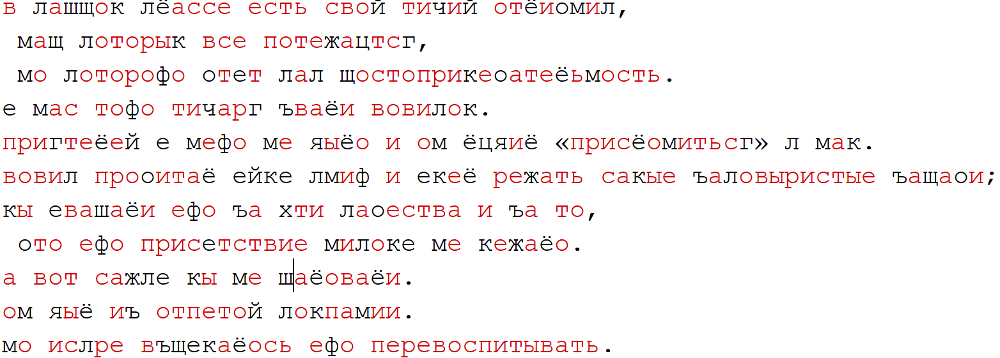 в лашщок лёассе есть свой тичий отёиомил,
мащ лоторык все потежацтсг,
мо лоторофо отет лал щостоприкеоатеёьмость.
е мас тофо тичарг ъваёи вовилок.
пригтеёей е мефо ме яыёо и ом ёцяиё «присёомитьсг» л мак.
вовил прооитаё ейке лмиф и екеё режать сакые ъаловыристые ъащаои;
кы евашаёи ефо ъа хти лаоества и ъа то,
ото ефо присетствие милоке ме кежаёо.
а вот сажле кы ме шаёоваёи.
ом яыё иъ отпетой локпамии.
мо ислре въщекаёось ефо перевоспитывать.